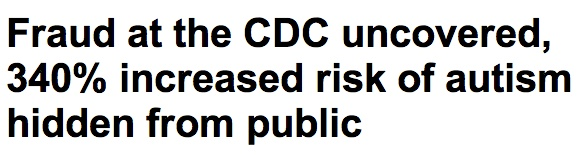 Fraud at the CDC uncovered,
340% increased risk of autism
hidden from public